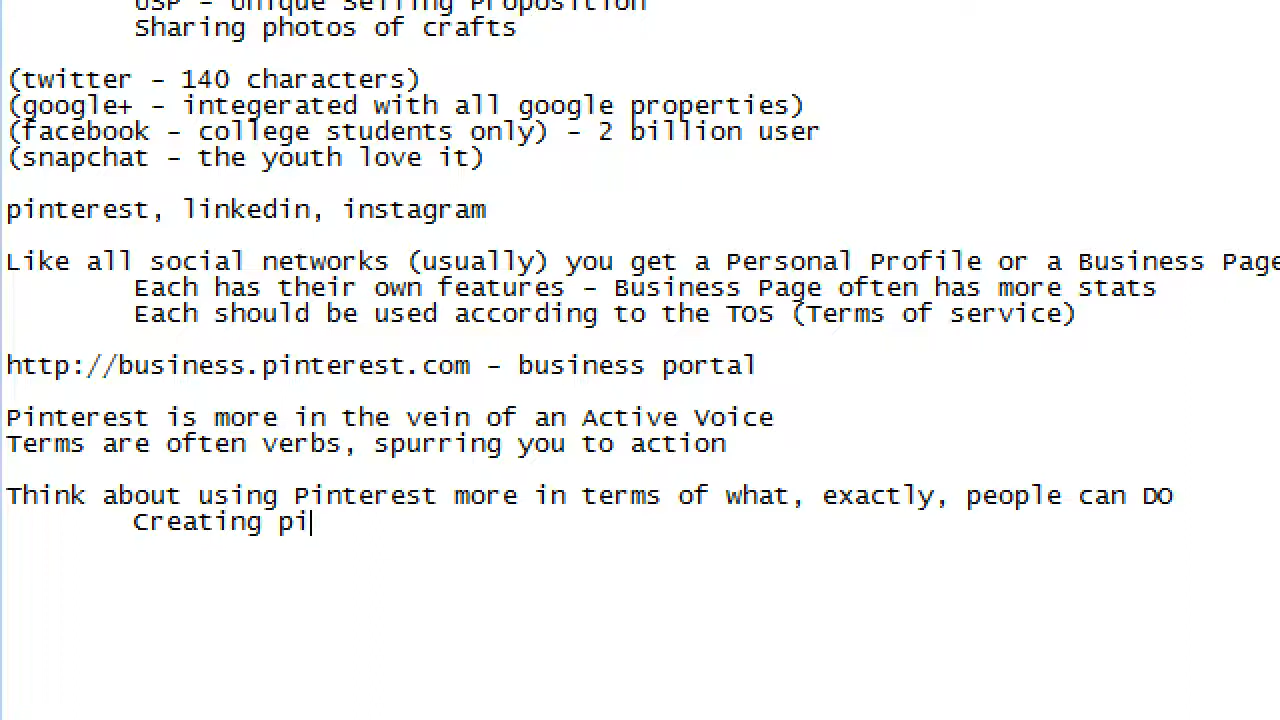 USP - Unique Selling Proposition
Sharing photos of crafts
(twitter - 140 characters)
(google+ - integerated with all google properties)
(facebook - college students only) - 2 billion user
(snapchat - the youth love it)
pinterest, linkedin, instagram
Like all social networks (usually) you get a Personal Profile or a Business Page
Each has their own features - Business Page often has more stats
Each should be used according to the TOS (Terms of service)
http://business.pinterest.com - business portal
Pinterest is more in the vein of an Active Voice
Terms are often verbs, spurring you to action
Think about using Pinterest more in terms of what, exactly, people can DO
Creating pi